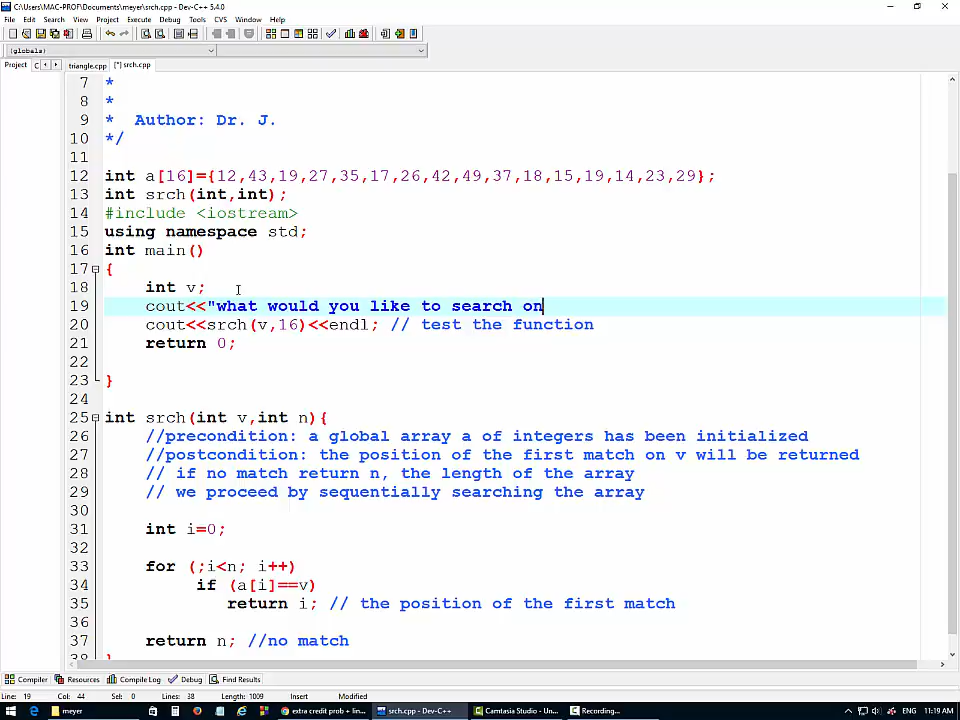 C:\Users\MAC-PROF\Documents\meyer\srch.cpp - Dev-C++ 5.4.0
File Edit Search View Project Execute Debug Tools CVS Window Help
(globals)
Project C triangle.cpp [*] srch.cpp
7 *
8 *
9 * Author: Dr. J.
10 */
11
12 int a[16]={12,43,19,27,35,17,26,42,49,37,18,15,19,14,23,29};
13 int srch(int,int);
14 #include <iostream>
15 using namespace std;
16 int main()
17 {
18 int v;
19 cout<<"what would you like to search on
20 cout<<srch(v,16)<<endl; // test the function
21 return 0;
22
23 }
24
25 int srch(int v,int n){
26 //precondition: a global array a of integers has been initialized
27 //postcondition: the position of the first match on v will be returned
28 // if no match return n, the length of the array
29 // we proceed by sequentially searching the array
30
31 int i=0;
32
33 for (;i<n; i++)
34 if (a[i]==v)
35 return i; // the position of the first match
36
37 return n; //no match
38 }
Compiler Resources Compile Log Debug Find Results
Line: 19 Col: 44 Sel: 0 Lines: 38 Length: 1009 Insert Modified
meyer extra credit prob + lin... srch.cpp - Dev-C++ ... Camtasia Studio - Un... Recording... ENG 11:19 AM